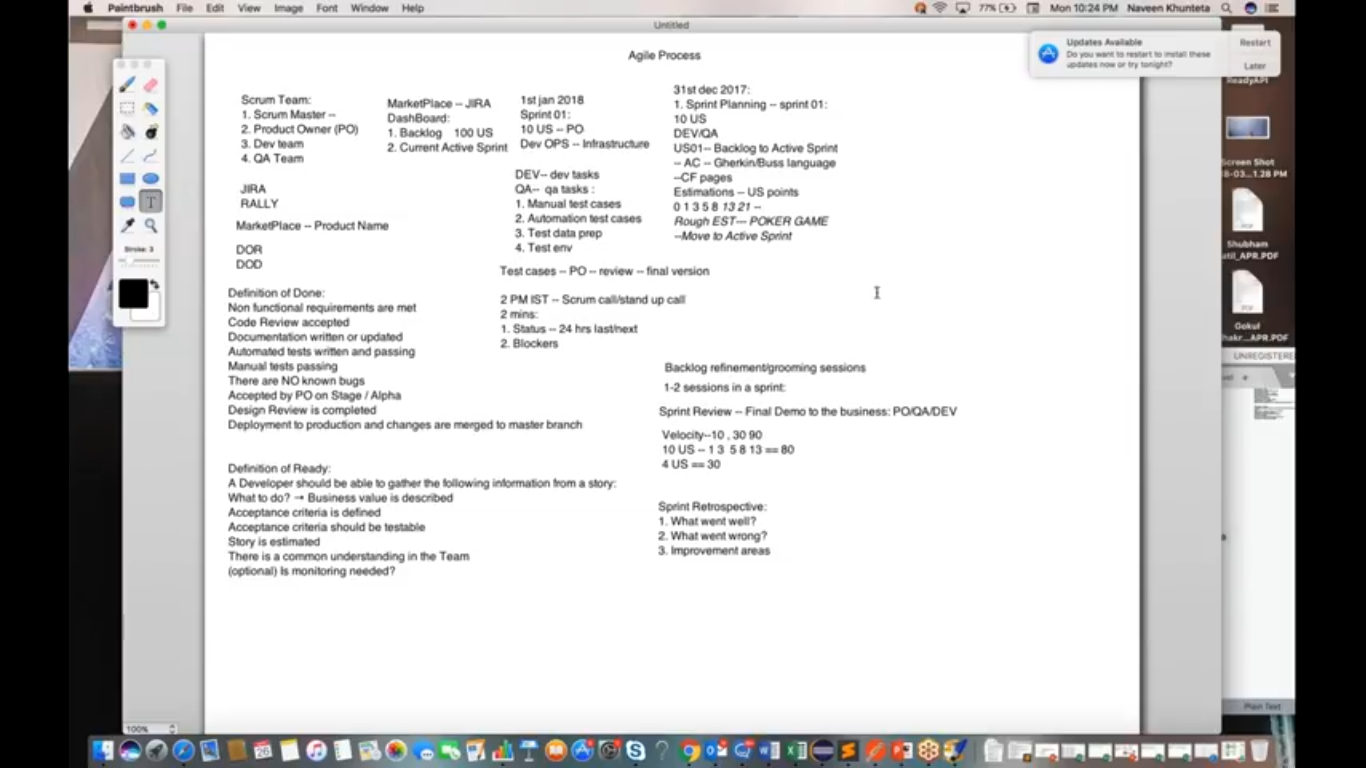 Paintbrush File Edit View Image Font Window Help
77% Mon 10:24 PM Naveen Khunteta
Untitled
Updates Available
Do you want to restart to install these
updates now or try tonight?
Restart
Later
Agile Process
Scrum Team:
1. Scrum Master --
2. Product Owner (PO)
3. Dev team
4. QA Team
JIRA
RALLY
MarketPlace -- Product Name
DOR
DOD
MarketPlace -- JIRA
DashBoard:
1. Backlog 100 US
2. Current Active Sprint
1st jan 2018
Sprint 01:
10 US -- PO
Dev OPS -- Infrastructure
DEV-- dev tasks
QA-- qa tasks :
1. Manual test cases
2. Automation test cases
3. Test data prep
4. Test env
Test cases -- PO -- review -- final version
2 PM IST -- Scrum call/stand up call
2 mins:
1. Status -- 24 hrs last/next
2. Blockers
31st dec 2017:
1. Sprint Planning -- sprint 01:
10 US
DEV/QA
US01-- Backlog to Active Sprint
-- AC -- Gherkin/Buss language
--CF pages
Estimations -- US points
0 1 3 5 8 13 21 --
Rough EST--- POKER GAME
--Move to Active Sprint
Definition of Done:
Non functional requirements are met
Code Review accepted
Documentation written or updated
Automated tests written and passing
Manual tests passing
There are NO known bugs
Accepted by PO on Stage / Alpha
Design Review is completed
Deployment to production and changes are merged to master branch
Backlog refinement/grooming sessions
1-2 sessions in a sprint:
Sprint Review -- Final Demo to the business: PO/QA/DEV
Velocity--10 , 30 90
10 US -- 1 3 5 8 13 == 80
4 US == 30
Definition of Ready:
A Developer should be able to gather the following information from a story:
What to do? → Business value is described
Acceptance criteria is defined
Acceptance criteria should be testable
Story is estimated
There is a common understanding in the Team
(optional) Is monitoring needed?
Sprint Retrospective:
1. What went well?
2. What went wrong?
3. Improvement areas
Stroke: 3
T
100%
ReadyAPI
Screen Shot
1.28 PM
Shubham
_APR.PDF
Gokul
_APR.PDF
UNREGISTERE
Plain Text